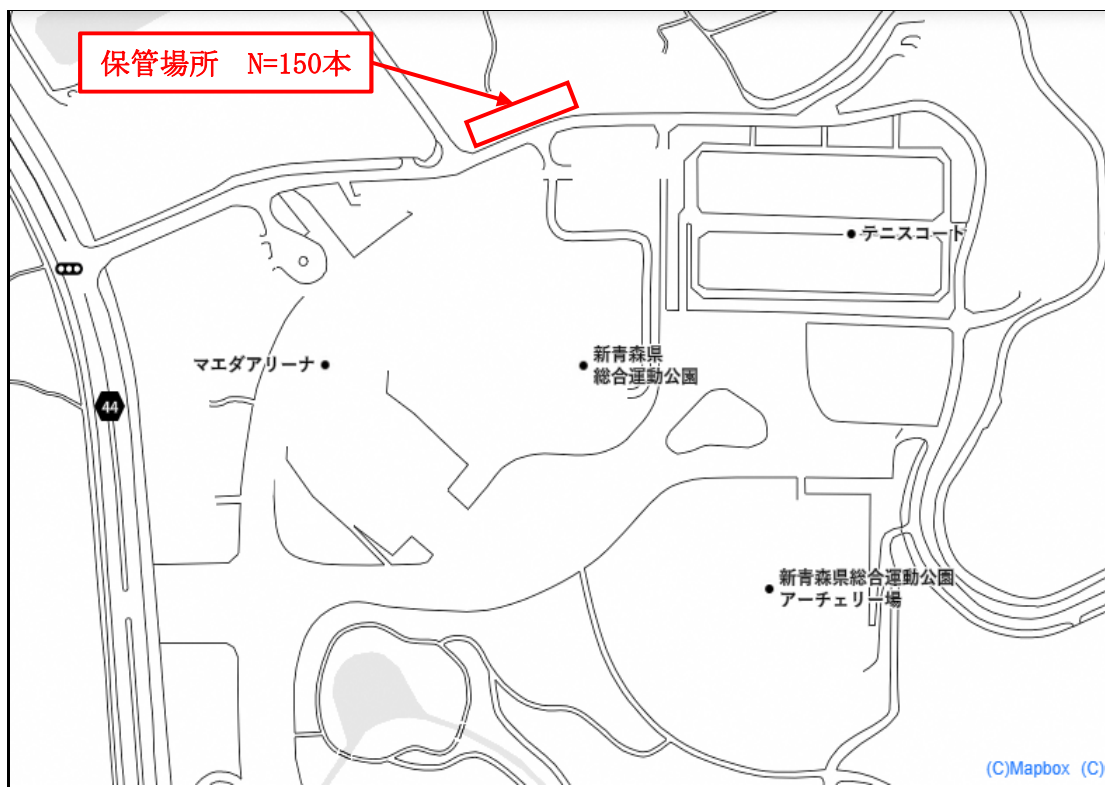 保管場所　N=150本
テニスコート
マエダアリーナ
新青森県
総合運動公園
44
新青森県総合運動公園
アーチェリー場
(C)Mapbox (C)